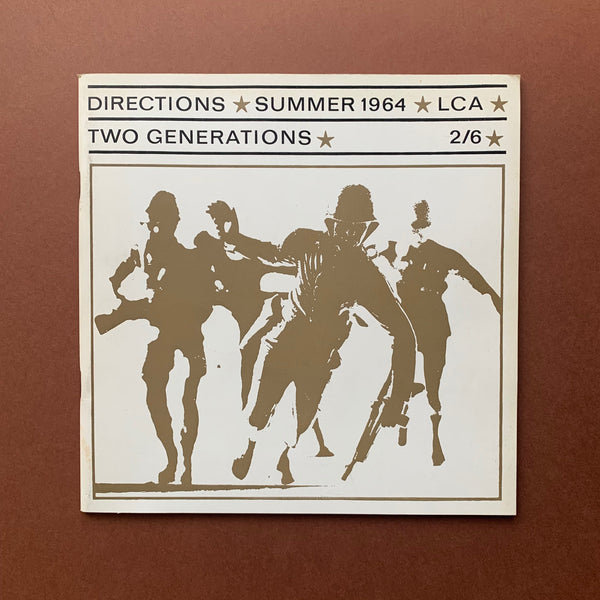 DIRECTIONS ★ SUMMER 1964 ★ LCA ★
TWO GENERATIONS ★ 2/6 ★